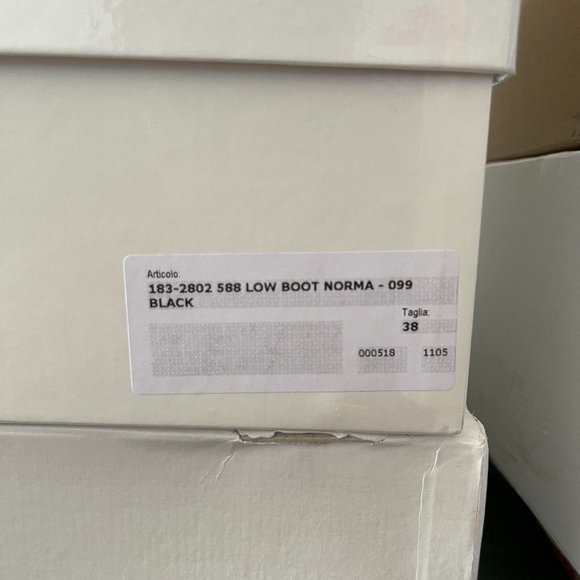 Articolo:
183-2802 588 LOW BOOT NORMA - 099
BLACK
Taglia:
38
000518 1105